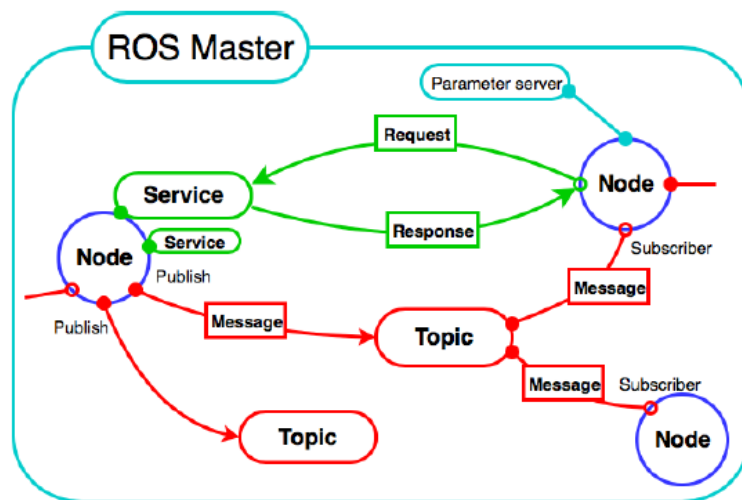 ROS Master
Parameter server
Request
Service
Node
Response
Service
Node
Subscriber
Publish
Message
Message
Publish
Topic
Message
Subscriber
Topic
Node